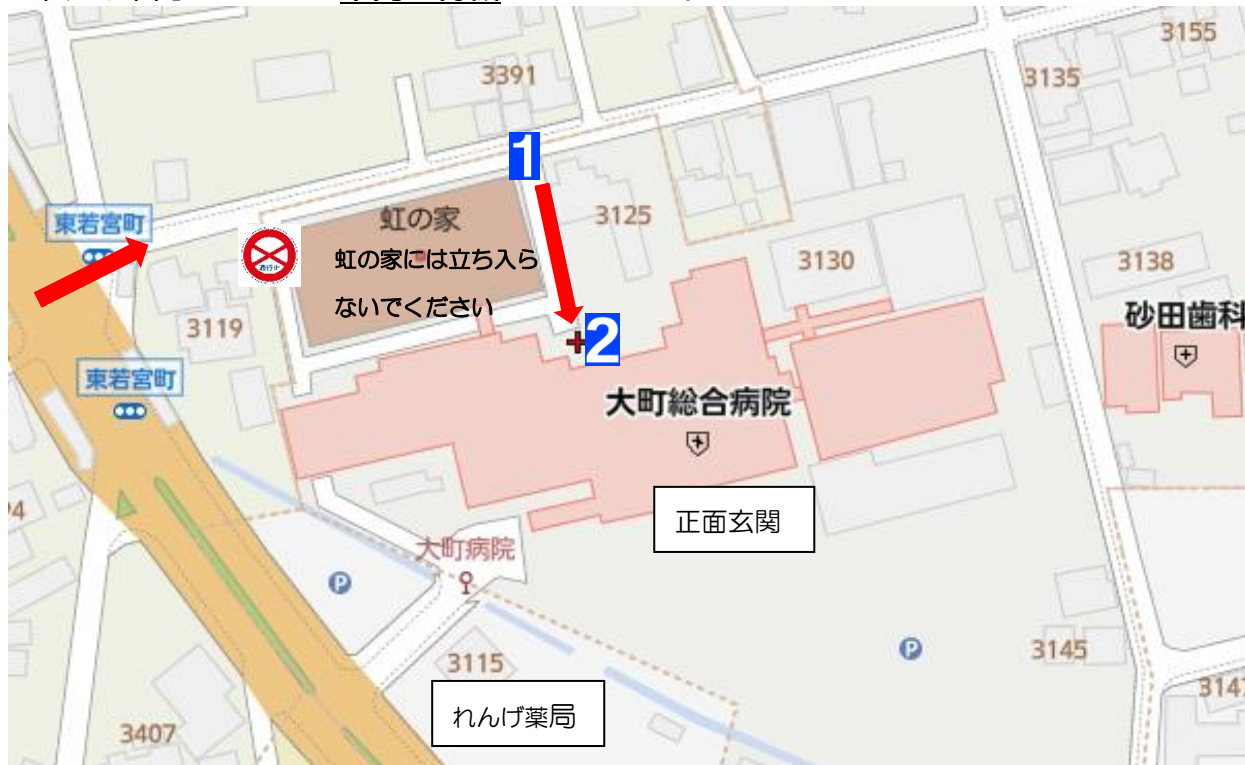 3155
3391
3135
1
東若宮町
虹の家
3125
虹の家には立ち入ら
ないでください
3130
3138
3119
2
砂田歯科
東若宮町
大町総合病院
正面玄関
大町病院
P
P
3115
3145
れんげ薬局
3407